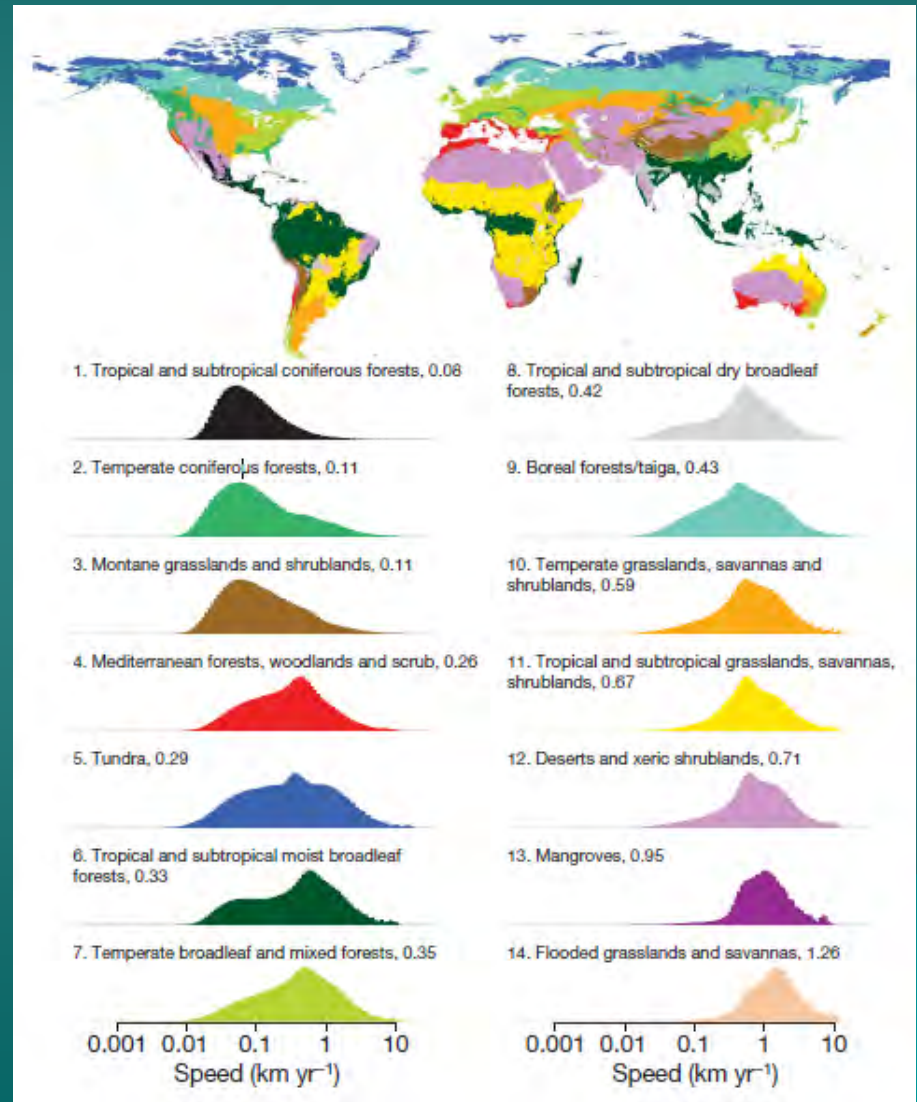 1. Tropical and subtropical coniferous forests, 0.08
2. Temperate coniferous forests, 0.11
3. Montane grasslands and shrublands, 0.11
4. Mediterranean forests, woodlands and scrub, 0.26
5. Tundra, 0.29
6. Tropical and subtropical moist broadleaf
forests, 0.33
7. Temperate broadleaf and mixed forests, 0.35
0.001 0.01 0.1 1 10
Speed (km yr⁻¹)
8. Tropical and subtropical dry broadleaf
forests, 0.42
9. Boreal forests/taiga, 0.43
10. Temperate grasslands, savannas and
shrublands, 0.59
11. Tropical and subtropical grasslands, savannas,
shrublands, 0.67
12. Deserts and xeric shrublands, 0.71
13. Mangroves, 0.95
14. Flooded grasslands and savannas, 1.26
0.001 0.01 0.1 1 10
Speed (km yr⁻¹)